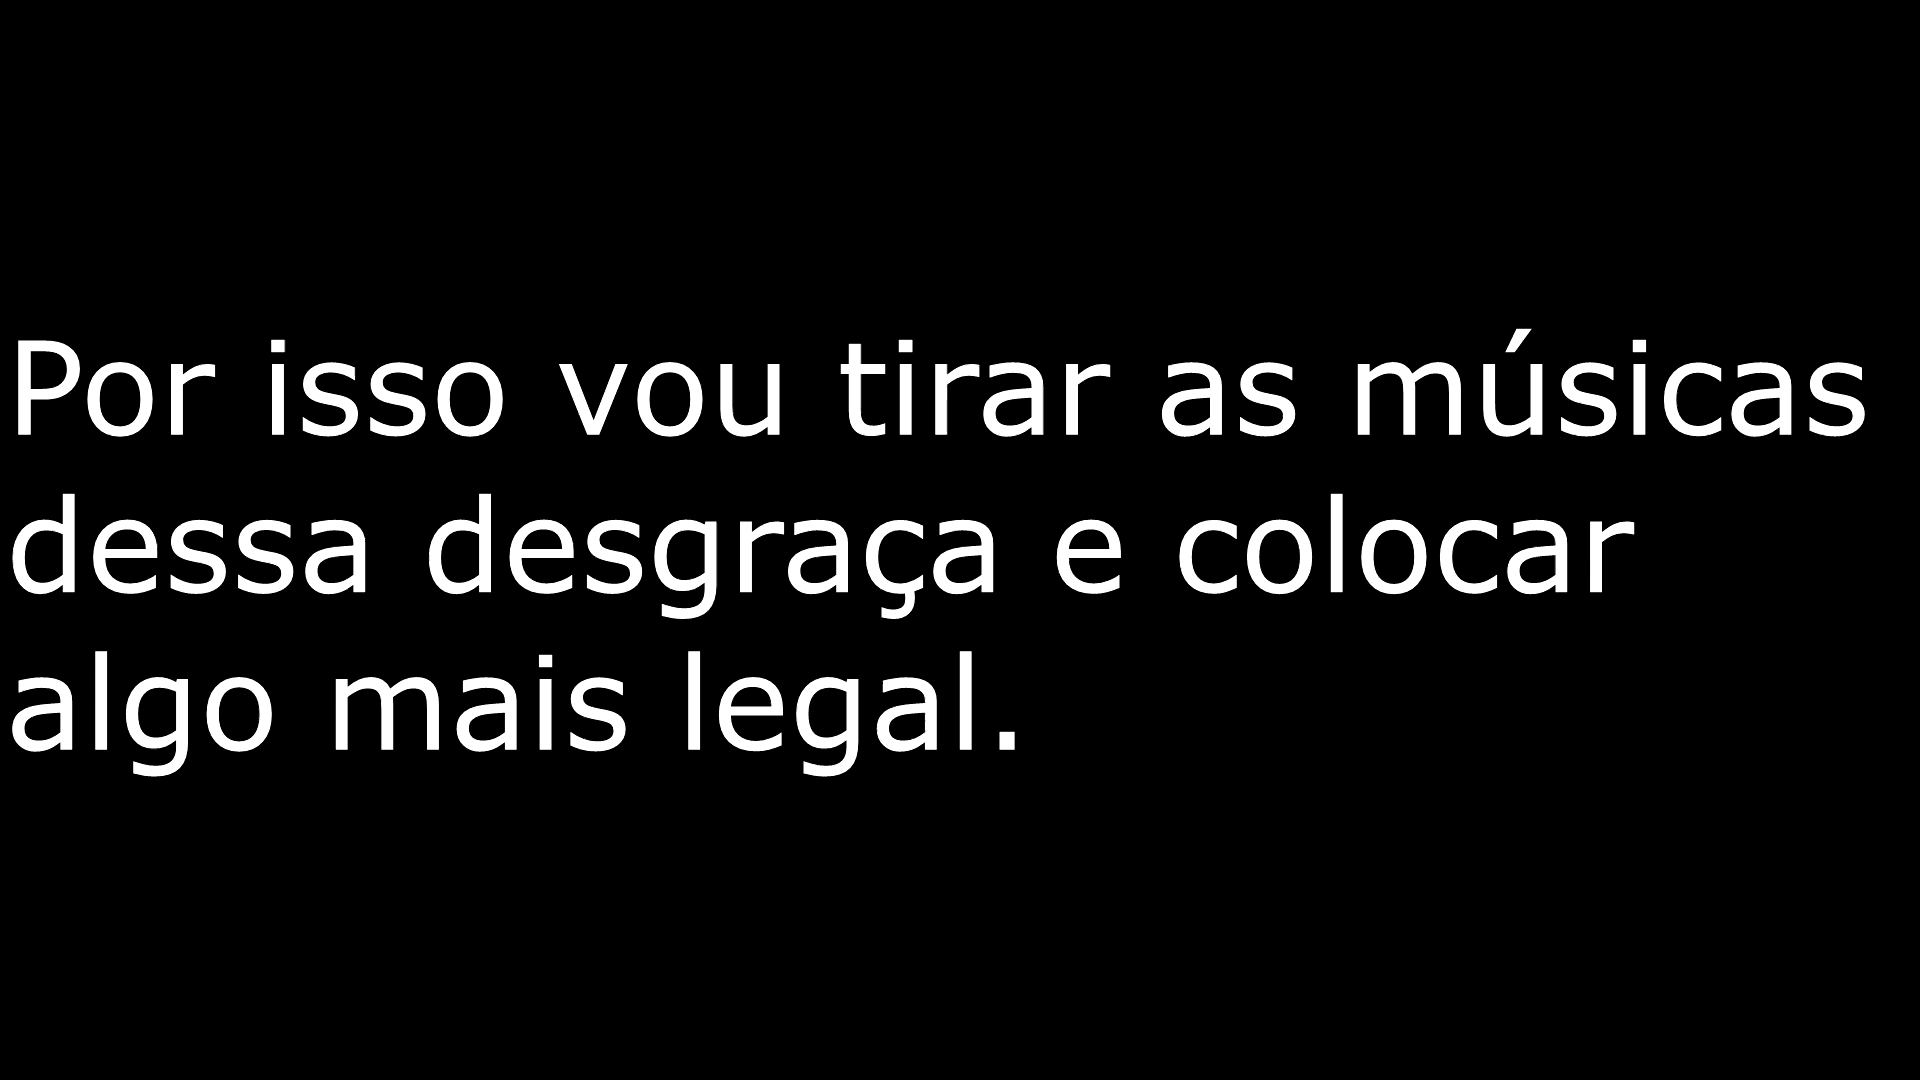 Por isso vou tirar as músicas
dessa desgraça e colocar
algo mais legal.